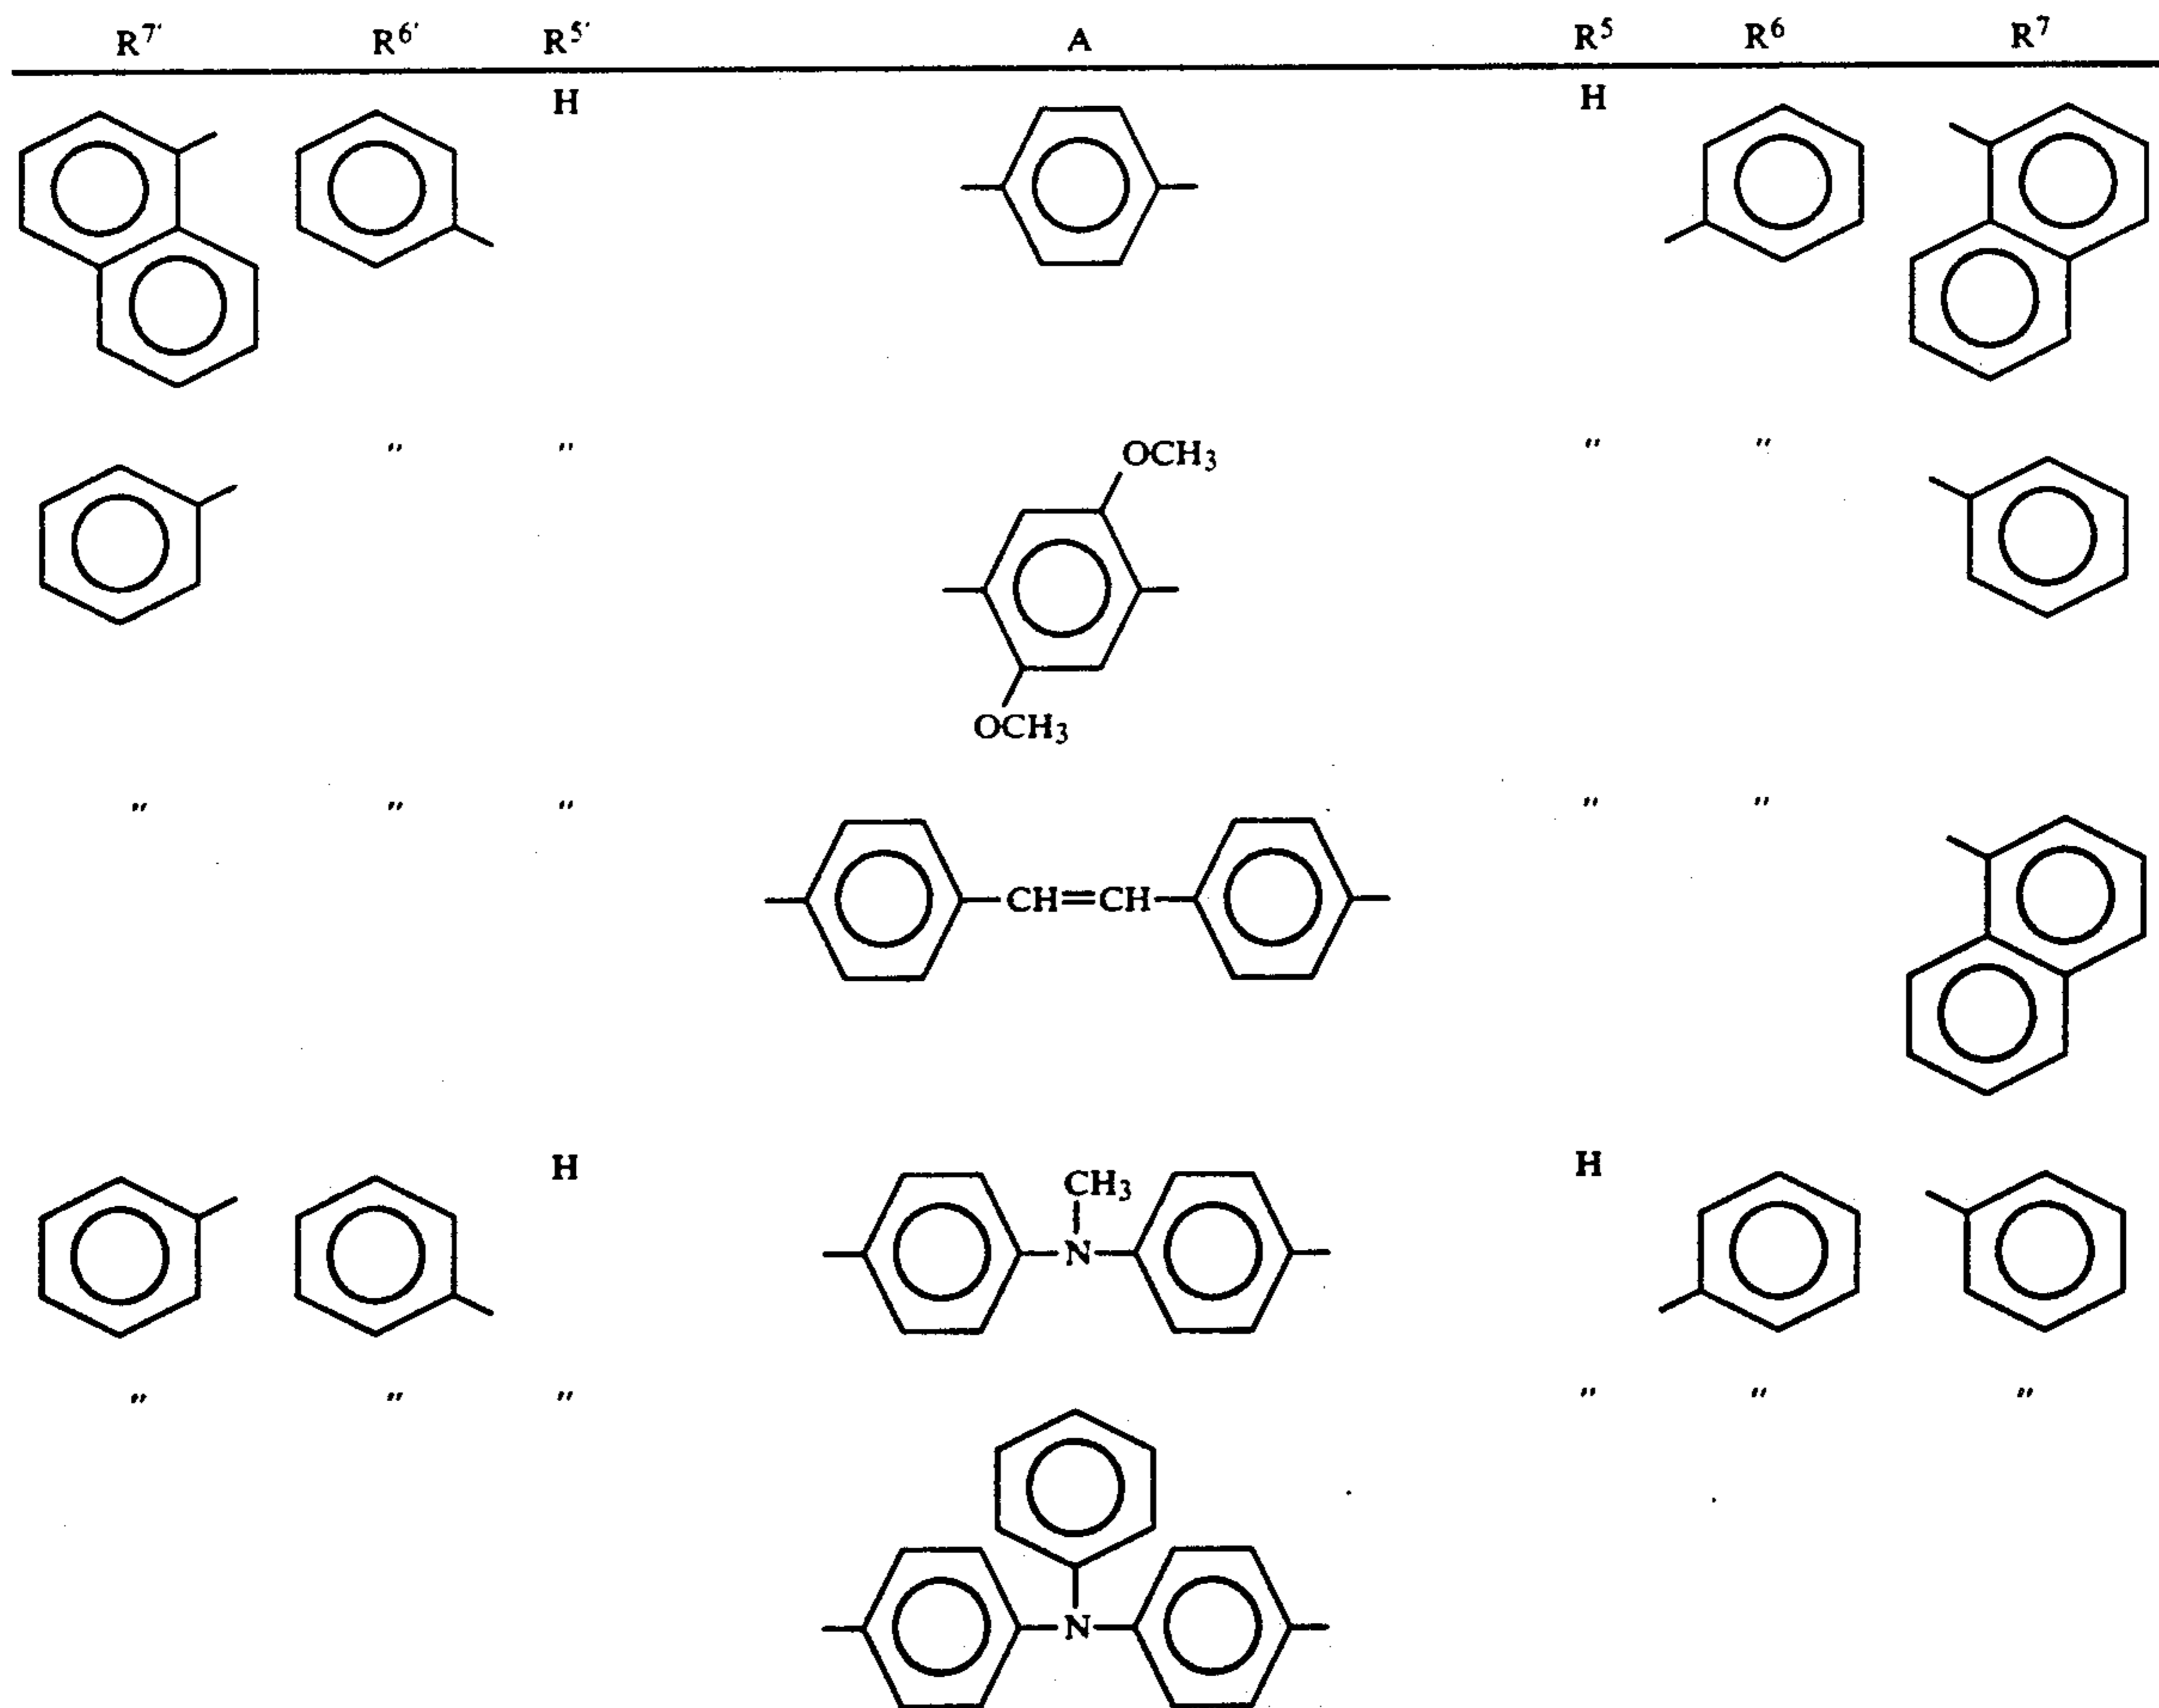 R7' R6' R5' A R5 R6 R7
H H
" " " "
OCH3
OCH3
" " " " "
CH=CH
H H
CH3
N
" " " " " "
N